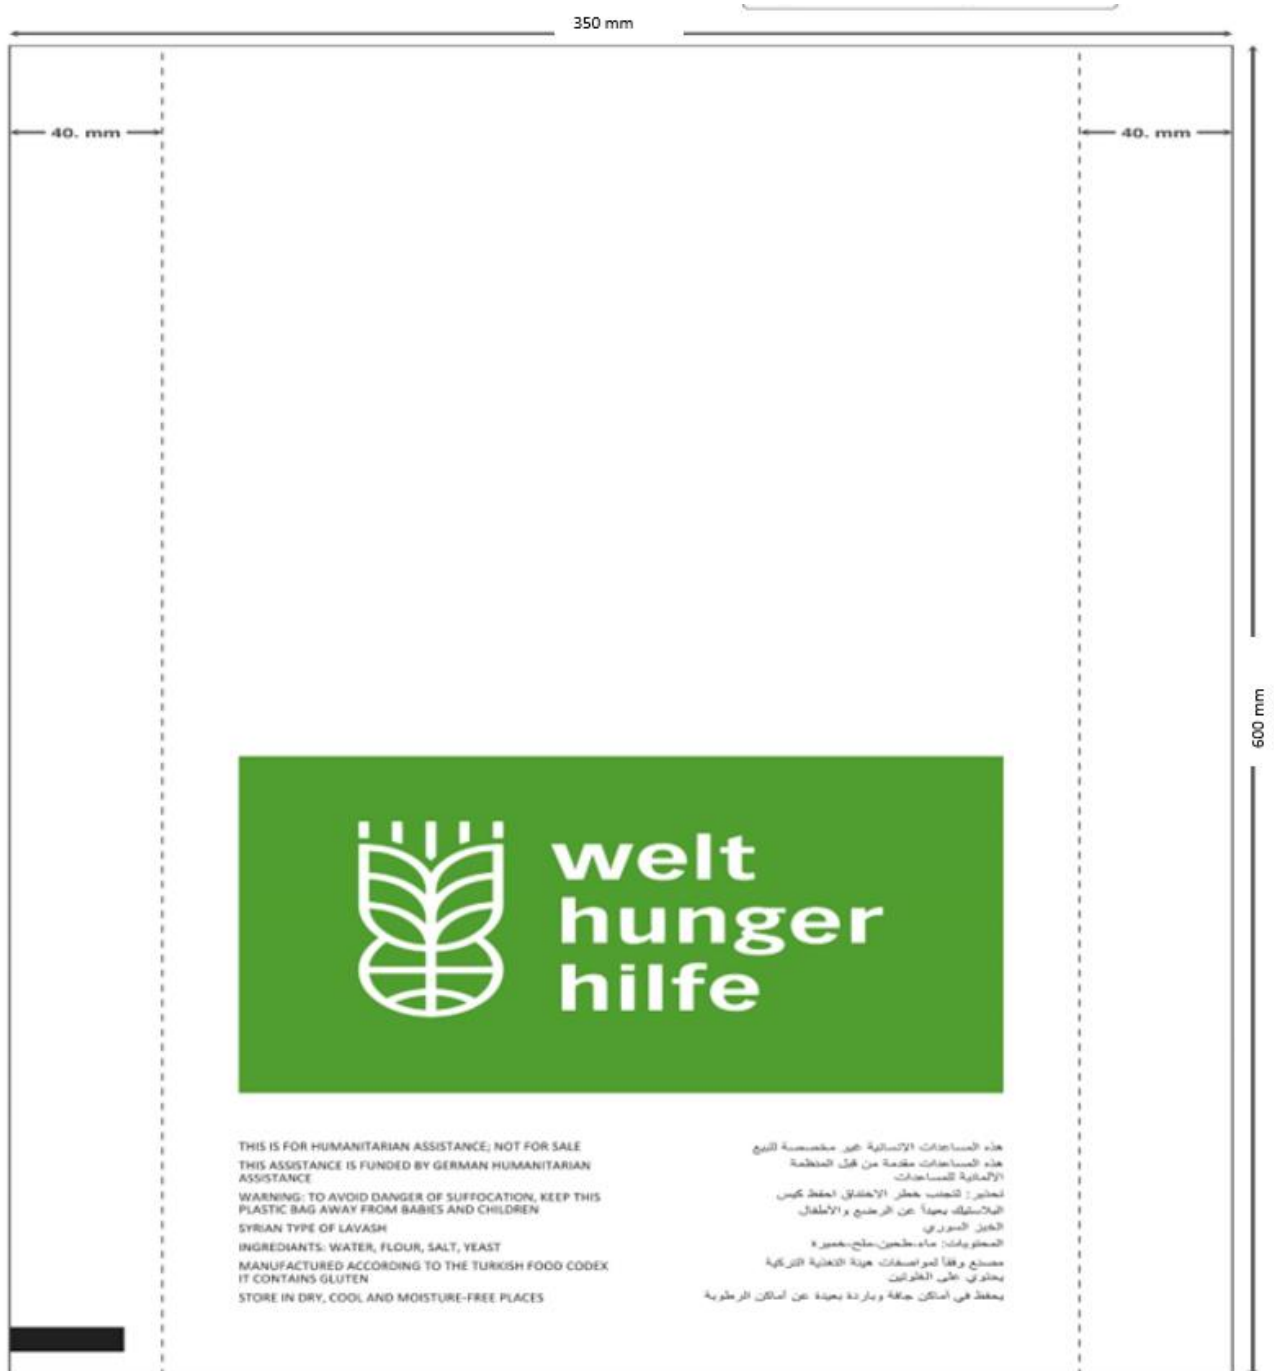 350 mm
40. mm
40. mm
600 mm
welt
hunger
hilfe
THIS IS FOR HUMANITARIAN ASSISTANCE; NOT FOR SALE
THIS ASSISTANCE IS FUNDED BY GERMAN HUMANITARIAN
ASSISTANCE
WARNING: TO AVOID DANGER OF SUFFOCATION, KEEP THIS
PLASTIC BAG AWAY FROM BABIES AND CHILDREN
SYRIAN TYPE OF LAVASH
INGREDIANTS: WATER, FLOUR, SALT, YEAST
MANUFACTURED ACCORDING TO THE TURKISH FOOD CODEX
IT CONTAINS GLUTEN
STORE IN DRY, COOL AND MOISTURE-FREE PLACES
هذه المساعدات الانسانية غير مخصصة للبيع
هذه المساعدات مقدمة من قبل المنظمة
الألمانية للمساعدات
تحذير: لتجنب خطر الاختناق احفظ كيس
البلاستيك بعيداً عن الرضع والأطفال
الخبز السوري
المحتويات: ماء-طحين-ملح-خميرة
مصنع وفقاً لمواصفات هيئة التغذية التركية
يحتوي على الغلوتين
يحفظ في أماكن جافة وباردة بعيدة عن أماكن الرطوبة